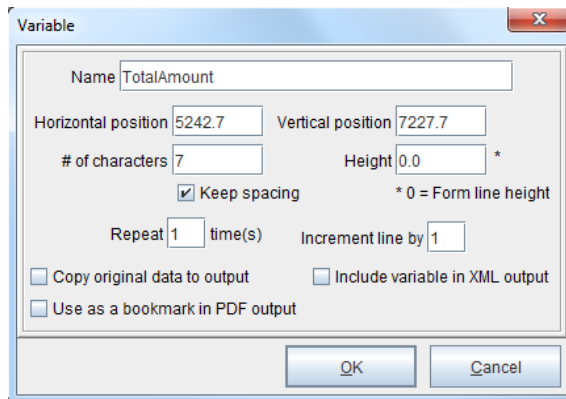 Variable
Name TotalAmount
Horizontal position 5242.7 Vertical position 7227.7
# of characters 7 Height 0.0 *
Keep spacing * 0 = Form line height
Repeat 1 time(s) Increment line by 1
Copy original data to output Include variable in XML output
Use as a bookmark in PDF output
OK Cancel